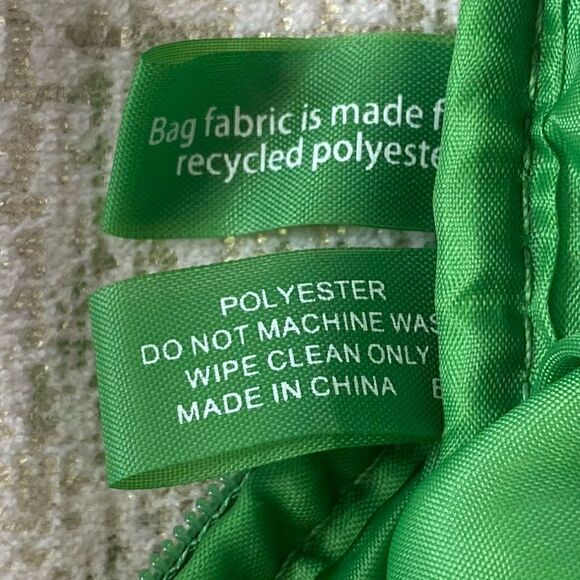 Bag fabric is made f
recycled polyeste
POLYESTER
DO NOT MACHINE WAS
WIPE CLEAN ONLY
MADE IN CHINA